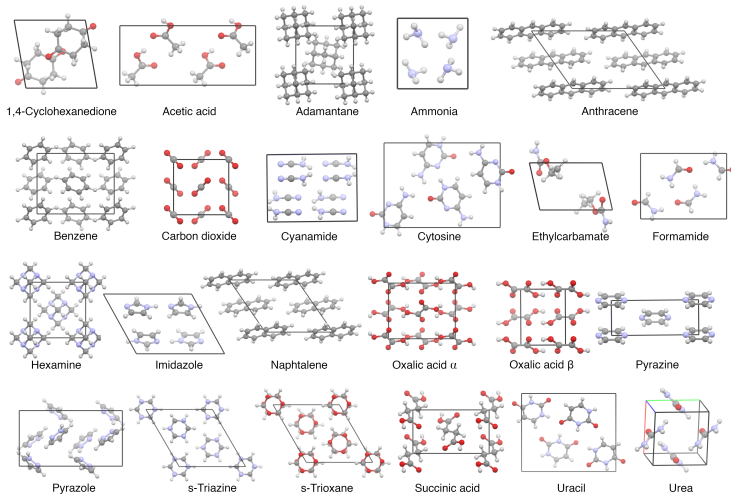 1,4-Cyclohexanedione Acetic acid Adamantane Ammonia Anthracene
Benzene Carbon dioxide Cyanamide Cytosine Ethylcarbamate Formamide
Hexamine Imidazole Naphtalene Oxalic acid α Oxalic acid β Pyrazine
Pyrazole s-Triazine s-Trioxane Succinic acid Uracil Urea